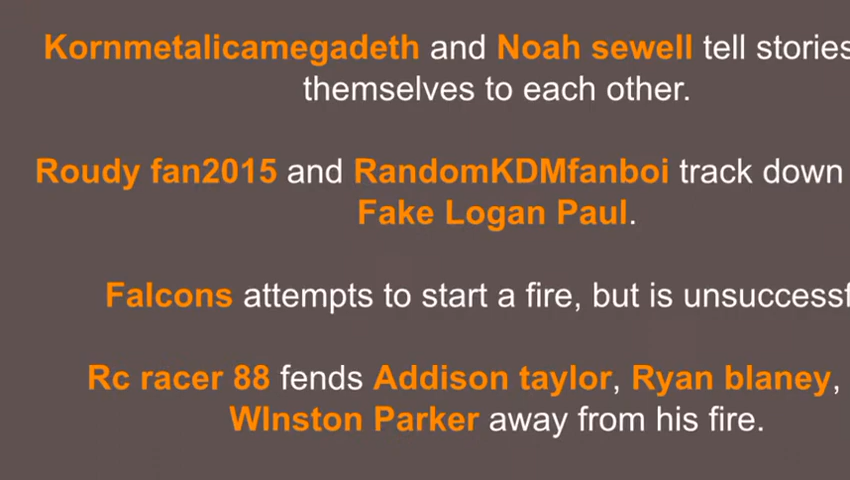 Kornmetalicamegadeth and Noah sewell tell stories
themselves to each other.
Roudy fan2015 and RandomKDMfanboi track down
Fake Logan Paul.
Falcons attempts to start a fire, but is unsuccessf
Rc racer 88 fends Addison taylor, Ryan blaney,
WInston Parker away from his fire.